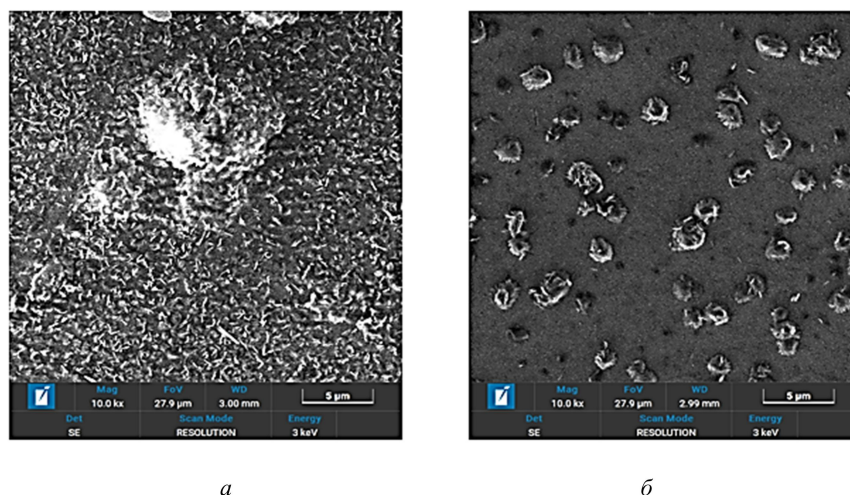 Mag FoV WD
10.0 kx 27.9 μm 3.00 mm 5 μm
Det Scan Mode Energy
SE RESOLUTION 3 keV
Mag FoV WD
10.0 kx 27.9 μm 2.99 mm 5 μm
Det Scan Mode Energy
SE RESOLUTION 3 keV
а б